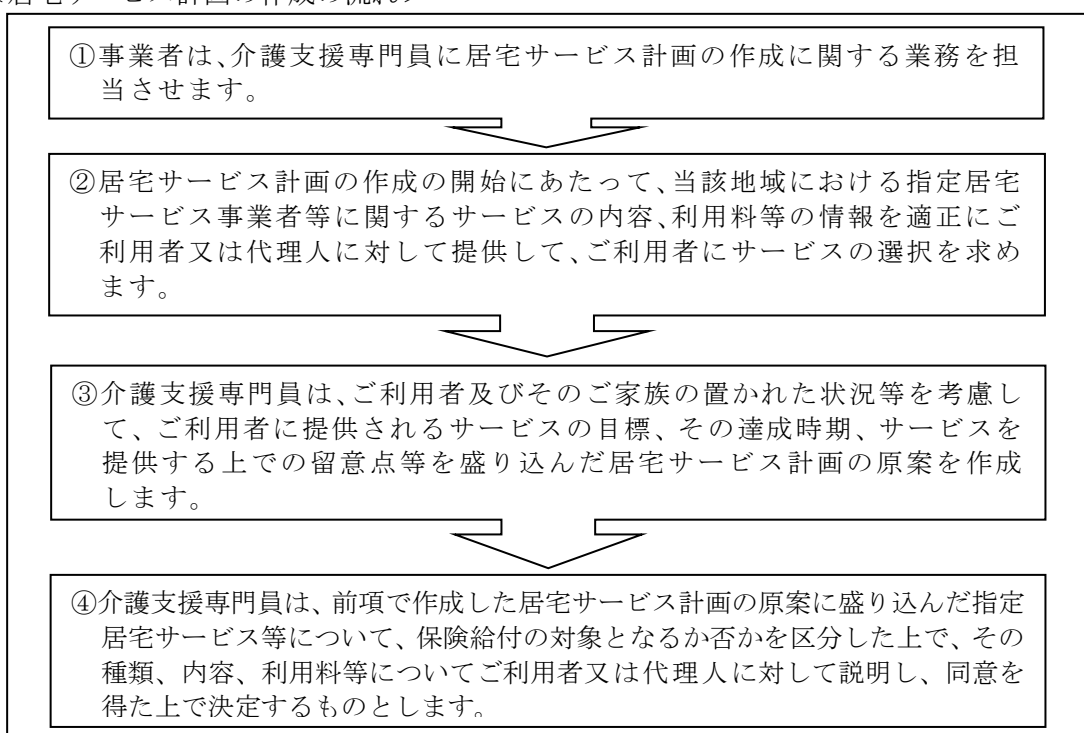 ①事業者は、介護支援専門員に居宅サービス計画の作成に関する業務を担
当させます。
②居宅サービス計画の作成の開始にあたって、当該地域における指定居宅
サービス事業者等に関するサービスの内容、利用料等の情報を適正にご
利用者又は代理人に対して提供して、ご利用者にサービスの選択を求め
ます。
③介護支援専門員は、ご利用者及びそのご家族の置かれた状況等を考慮し
て、ご利用者に提供されるサービスの目標、その達成時期、サービスを
提供する上での留意点等を盛り込んだ居宅サービス計画の原案を作成
します。
④介護支援専門員は、前項で作成した居宅サービス計画の原案に盛り込んだ指定
居宅サービス等について、保険給付の対象となるか否かを区分した上で、その
種類、内容、利用料等についてご利用者又は代理人に対して説明し、同意を
得た上で決定するものとします。